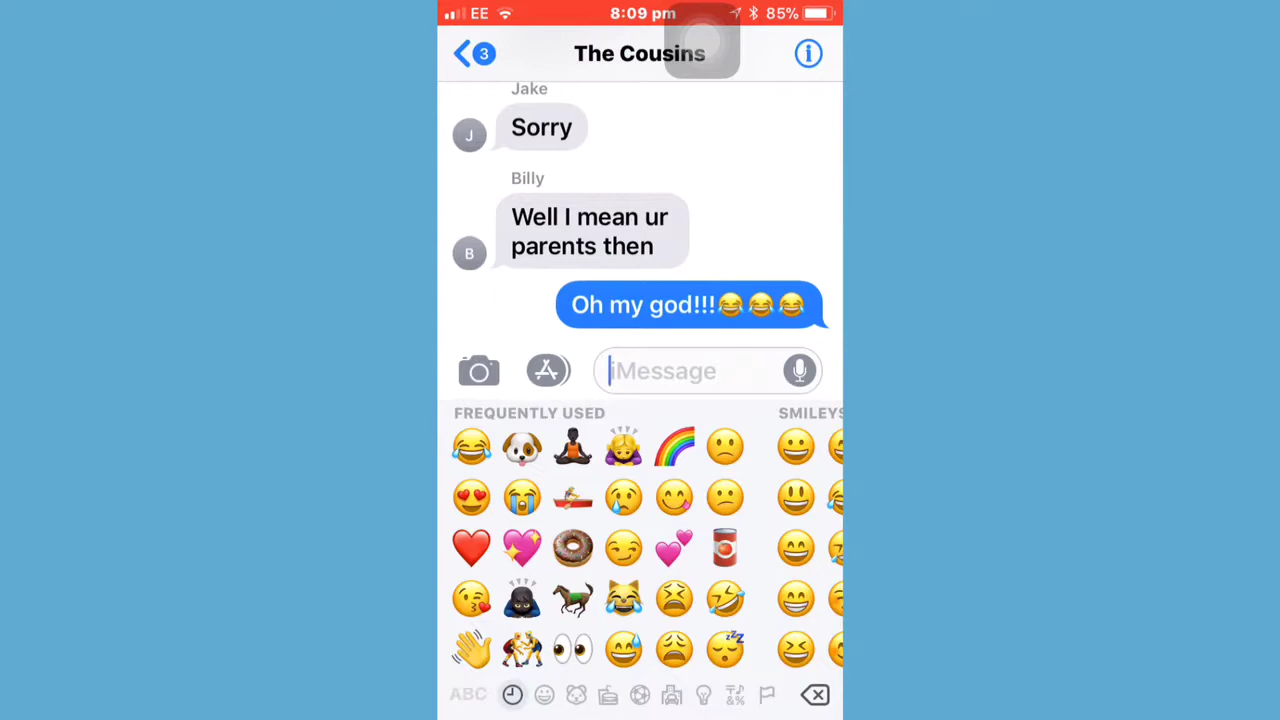 EE 8:09 pm 85%
3 The Cousins
Jake
J Sorry
Billy
Well I mean ur
B parents then
Oh my god!!!😂😂😂
iMessage
FREQUENTLY USED SMILEYS
ABC